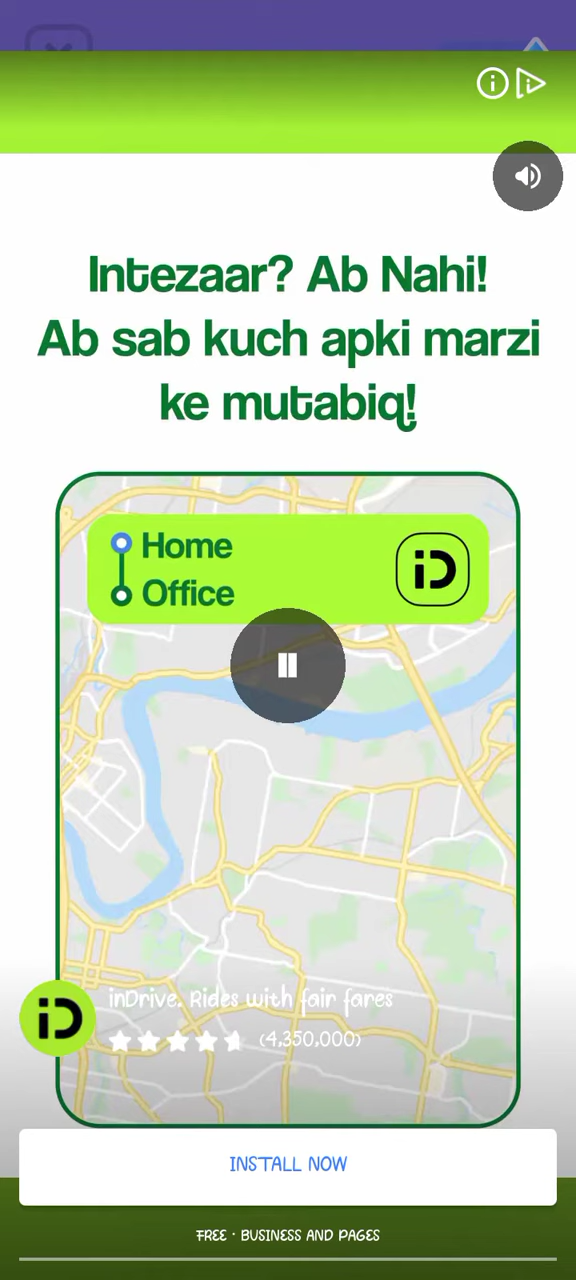 Intezaar? Ab Nahi!
Ab sab kuch apki marzi
ke mutabiq!
Home
Office
iD
inDrive. Rides with fair fares
(4,350,000)
iD
INSTALL NOW
FREE · BUSINESS AND PAGES